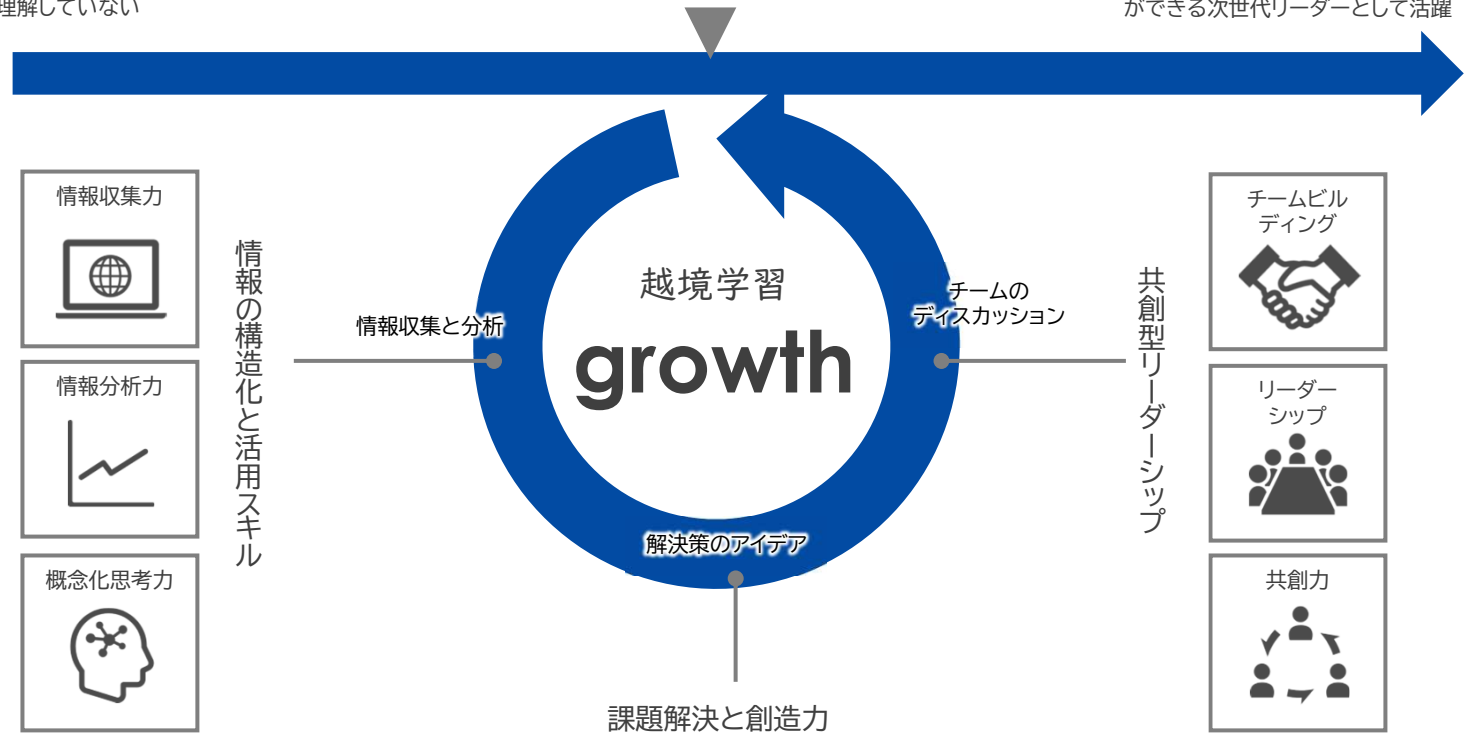 理解していない
ができる次世代リーダーとして活躍
情報収集力
情報分析力
概念化思考力
情報の構造化と活用スキル
情報収集と分析
越境学習
growth
チームの
ディスカッション
解決策のアイデア
課題解決と創造力
共創型リーダーシップ
チームビル
ディング
リーダー
シップ
共創力